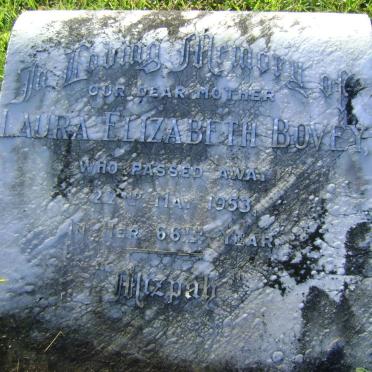 In Loving Memory of
OUR DEAR MOTHER
LAURA ELIZABETH BOVEY
WHO PASSED AWAY
22ND MAY 1953
IN HER 66TH YEAR
"Mizpah"